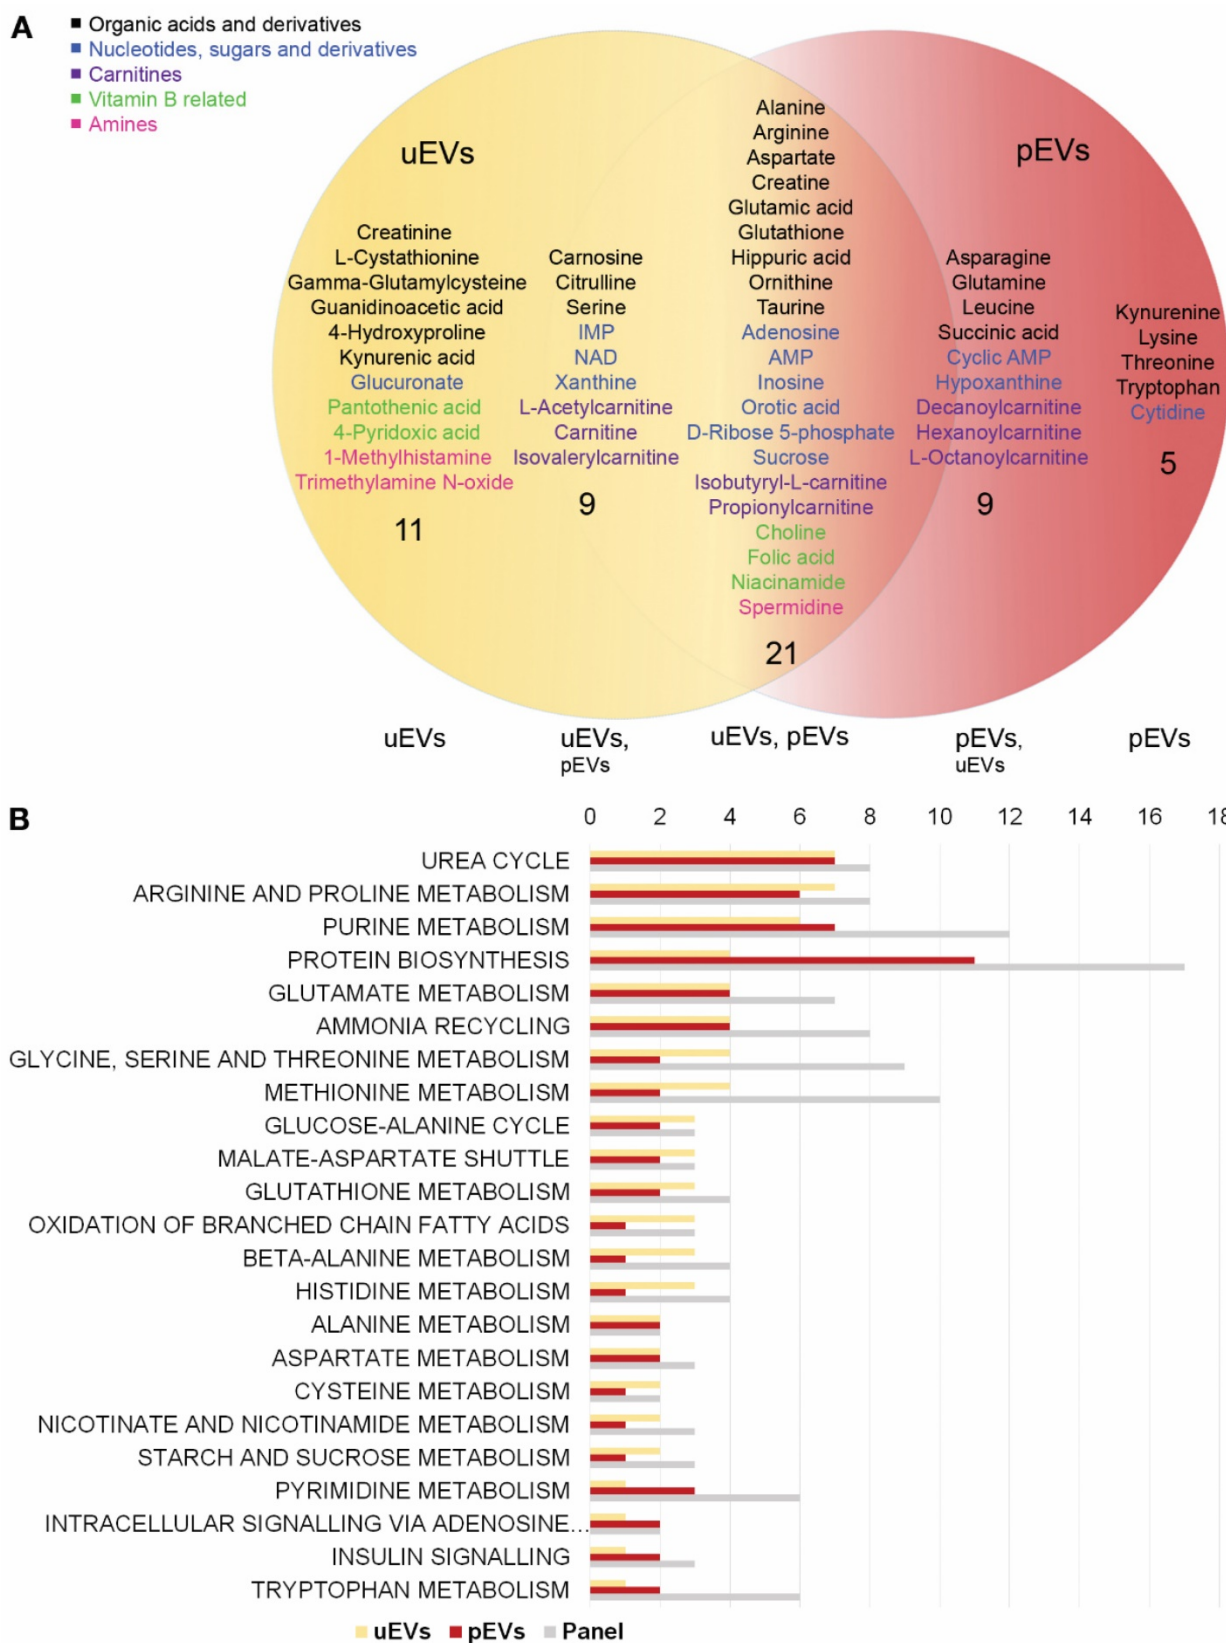 A
Organic acids and derivatives
Nucleotides, sugars and derivatives
Carnitines
Vitamin B related
Amines
uEVs
pEVs
Creatinine
L-Cystathionine
Gamma-Glutamylcysteine
Guanidinoacetic acid
4-Hydroxyproline
Kynurenic acid
Glucuronate
Pantothenic acid
4-Pyridoxic acid
1-Methylhistamine
Trimethylamine N-oxide
11
Carnosine
Citrulline
Serine
IMP
NAD
Xanthine
L-Acetylcarnitine
Carnitine
Isovalerylcarnitine
9
Alanine
Arginine
Aspartate
Creatine
Glutamic acid
Glutathione
Hippuric acid
Ornithine
Taurine
Adenosine
AMP
Inosine
Orotic acid
D-Ribose 5-phosphate
Sucrose
Isobutyryl-L-carnitine
Propionylcarnitine
Choline
Folic acid
Niacinamide
Spermidine
21
Asparagine
Glutamine
Leucine
Succinic acid
Cyclic AMP
Hypoxanthine
Decanoylcarnitine
Hexanoylcarnitine
L-Octanoylcarnitine
9
Kynurenine
Lysine
Threonine
Tryptophan
Cytidine
5
uEVs
uEVs,
pEVs
uEVs, pEVs
pEVs,
uEVs
pEVs
B
0 2 4 6 8 10 12 14 16 18
UREA CYCLE
ARGININE AND PROLINE METABOLISM
PURINE METABOLISM
PROTEIN BIOSYNTHESIS
GLUTAMATE METABOLISM
AMMONIA RECYCLING
GLYCINE, SERINE AND THREONINE METABOLISM
METHIONINE METABOLISM
GLUCOSE-ALANINE CYCLE
MALATE-ASPARTATE SHUTTLE
GLUTATHIONE METABOLISM
OXIDATION OF BRANCHED CHAIN FATTY ACIDS
BETA-ALANINE METABOLISM
HISTIDINE METABOLISM
ALANINE METABOLISM
ASPARTATE METABOLISM
CYSTEINE METABOLISM
NICOTINATE AND NICOTINAMIDE METABOLISM
STARCH AND SUCROSE METABOLISM
PYRIMIDINE METABOLISM
INTRACELLULAR SIGNALLING VIA ADENOSINE...
INSULIN SIGNALLING
TRYPTOPHAN METABOLISM
uEVs pEVs Panel